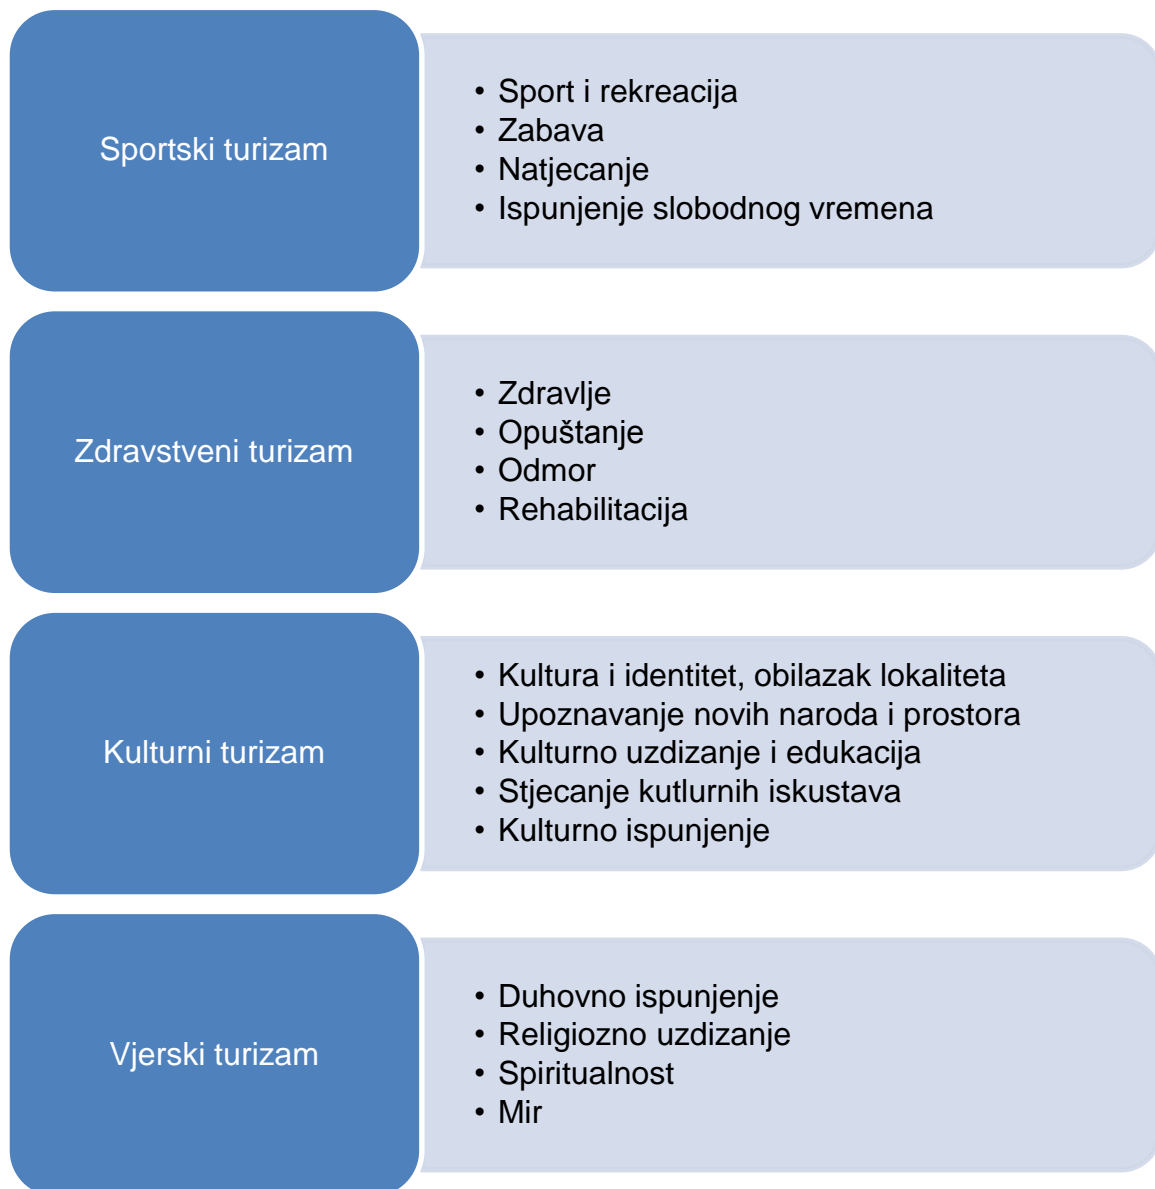 Sportski turizam
• Sport i rekreacija
• Zabava
• Natjecanje
• Ispunjenje slobodnog vremena
Zdravstveni turizam
• Zdravlje
• Opuštanje
• Odmor
• Rehabilitacija
Kulturni turizam
• Kultura i identitet, obilazak lokaliteta
• Upoznavanje novih naroda i prostora
• Kulturno uzdizanje i edukacija
• Stjecanje kutlurnih iskustava
• Kulturno ispunjenje
Vjerski turizam
• Duhovno ispunjenje
• Religiozno uzdizanje
• Spiritualnost
• Mir